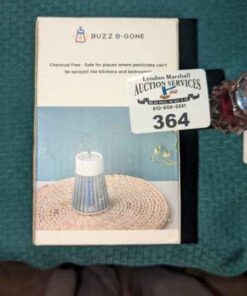 BUZZ B-GONE
Chemical Free - Safe for places where pesticides can't
be sprayed like kitchens and bedrooms!
Lyndon Marshall
AUCTION SERVICES
364